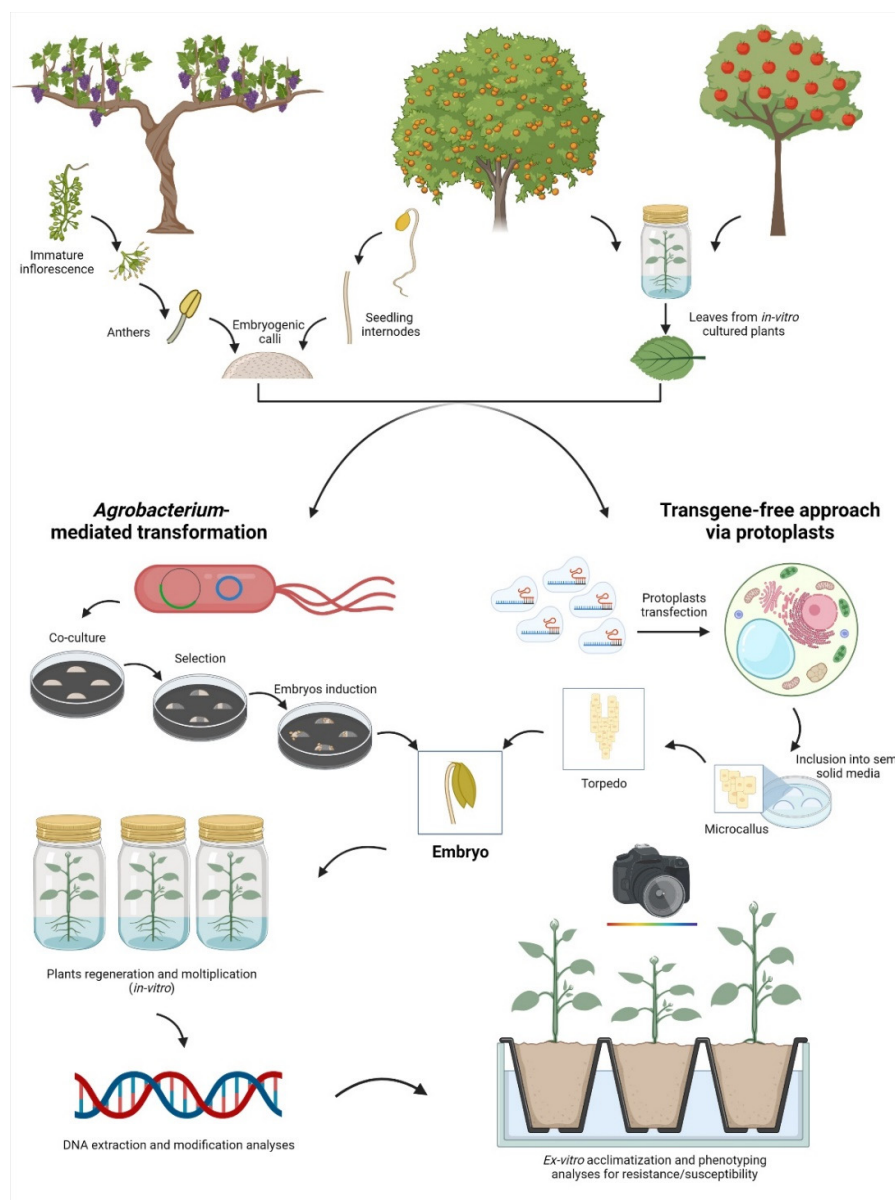 Immature
inflorescence
Anthers
Embryogenic
calli
Seedling
internodes
Leaves from in-vitro
cultured plants
Agrobacterium-
mediated transformation
Transgene-free approach
via protoplasts
Co-culture
Selection
Embryos induction
Protoplasts
transfection
Inclusion into sem
solid media
Microcallus
Torpedo
Embryo
Plants regeneration and moltiplication
(in-vitro)
DNA extraction and modification analyses
Ex-vitro acclimatization and phenotyping
analyses for resistance/susceptibility